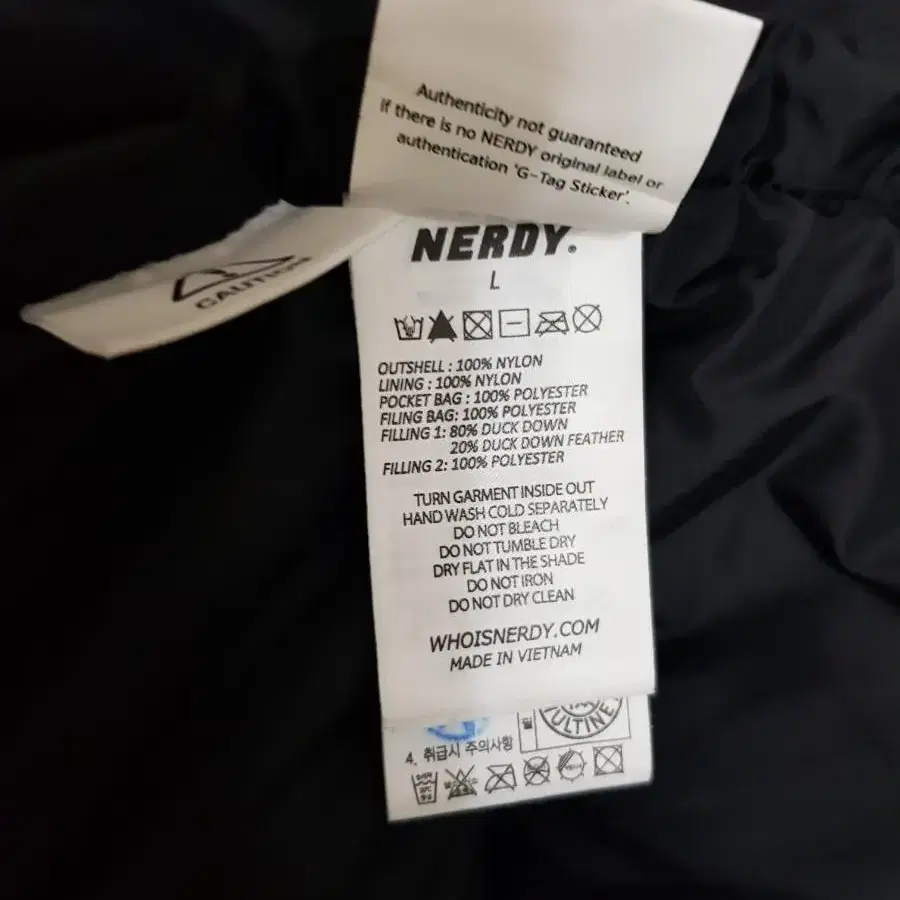 Authenticity not guaranteed
if there is no NERDY original label or
authentication 'G-Tag Sticker'.
CAUTION
NERDY.
L
OUTSHELL : 100% NYLON
LINING : 100% NYLON
POCKET BAG : 100% POLYESTER
FILING BAG: 100% POLYESTER
FILLING 1: 80% DUCK DOWN
20% DUCK DOWN FEATHER
FILLING 2: 100% POLYESTER
TURN GARMENT INSIDE OUT
HAND WASH COLD SEPARATELY
DO NOT BLEACH
DO NOT TUMBLE DRY
DRY FLAT IN THE SHADE
DO NOT IRON
DO NOT DRY CLEAN
WHOISNERDY.COM
MADE IN VIETNAM
4. 취급시 주의사항